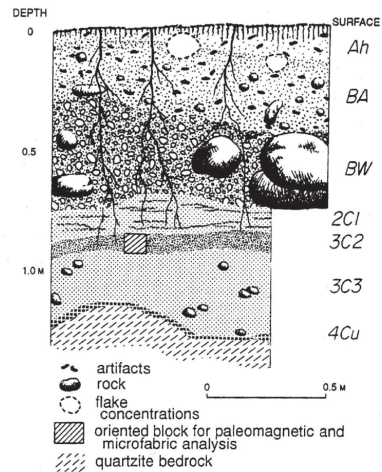 DEPTH
SURFACE
0
Ah
BA
0.5
BW
2C1
3C2
1.0 M
3C3
4Cu
artifacts
rock
flake
concentrations
0 0.5 M
oriented block for paleomagnetic and
microfabric analysis
quartzite bedrock